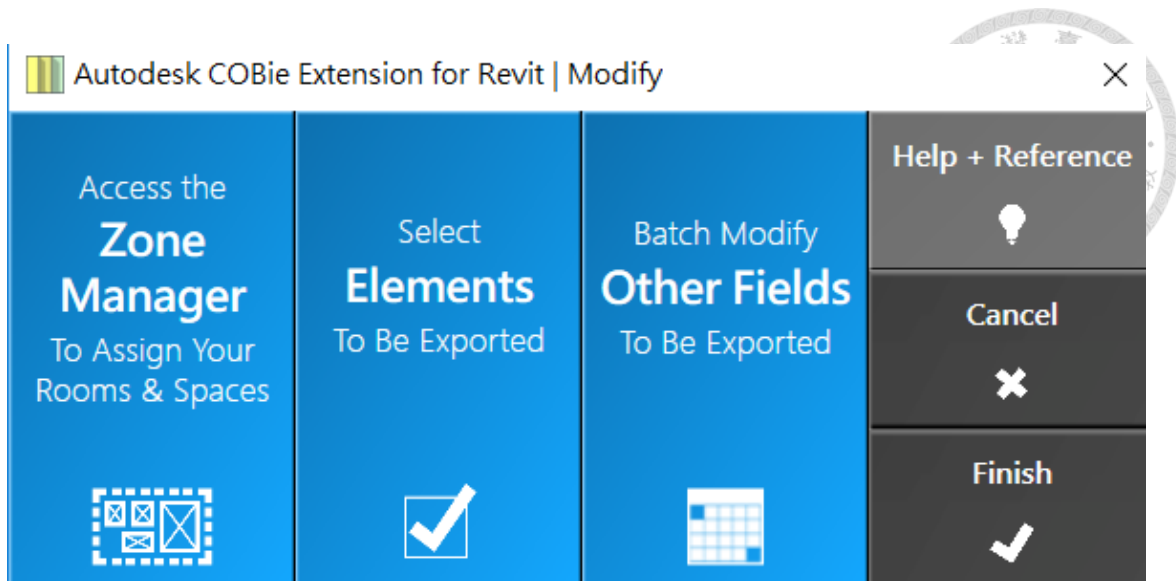 Autodesk COBie Extension for Revit | Modify
Access the
Zone
Manager
To Assign Your
Rooms & Spaces
Select
Elements
To Be Exported
Batch Modify
Other Fields
To Be Exported
Help + Reference
Cancel
Finish